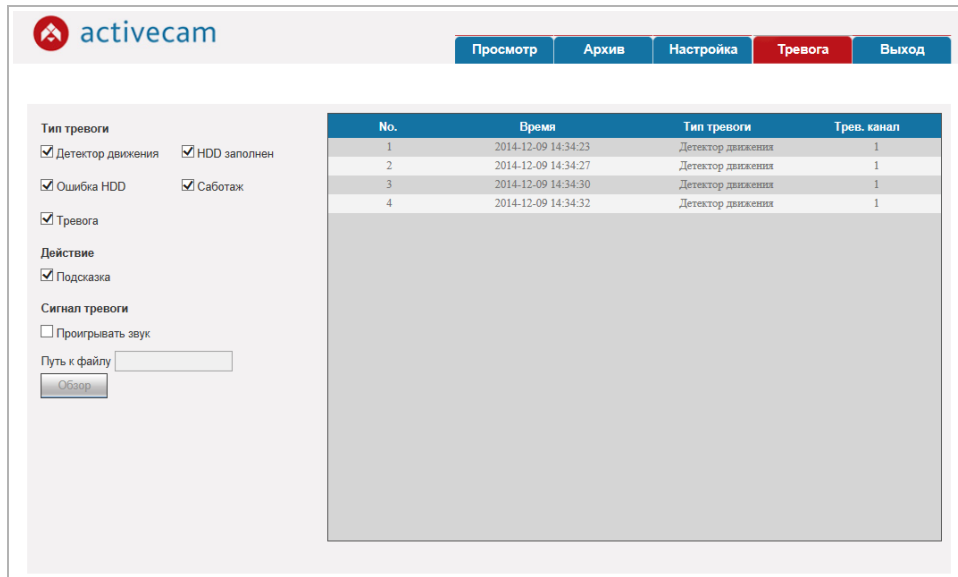 activecam
Просмотр Архив Настройка Тревога Выход
Тип тревоги
Детектор движения HDD заполнен
Ошибка HDD Саботаж
Тревога
Действие
Подсказка
Сигнал тревоги
Проигрывать звук
Путь к файлу
Обзор
No. Время Тип тревоги Трев. канал
1 2014-12-09 14:34:23 Детектор движения 1
2 2014-12-09 14:34:27 Детектор движения 1
3 2014-12-09 14:34:30 Детектор движения 1
4 2014-12-09 14:34:32 Детектор движения 1